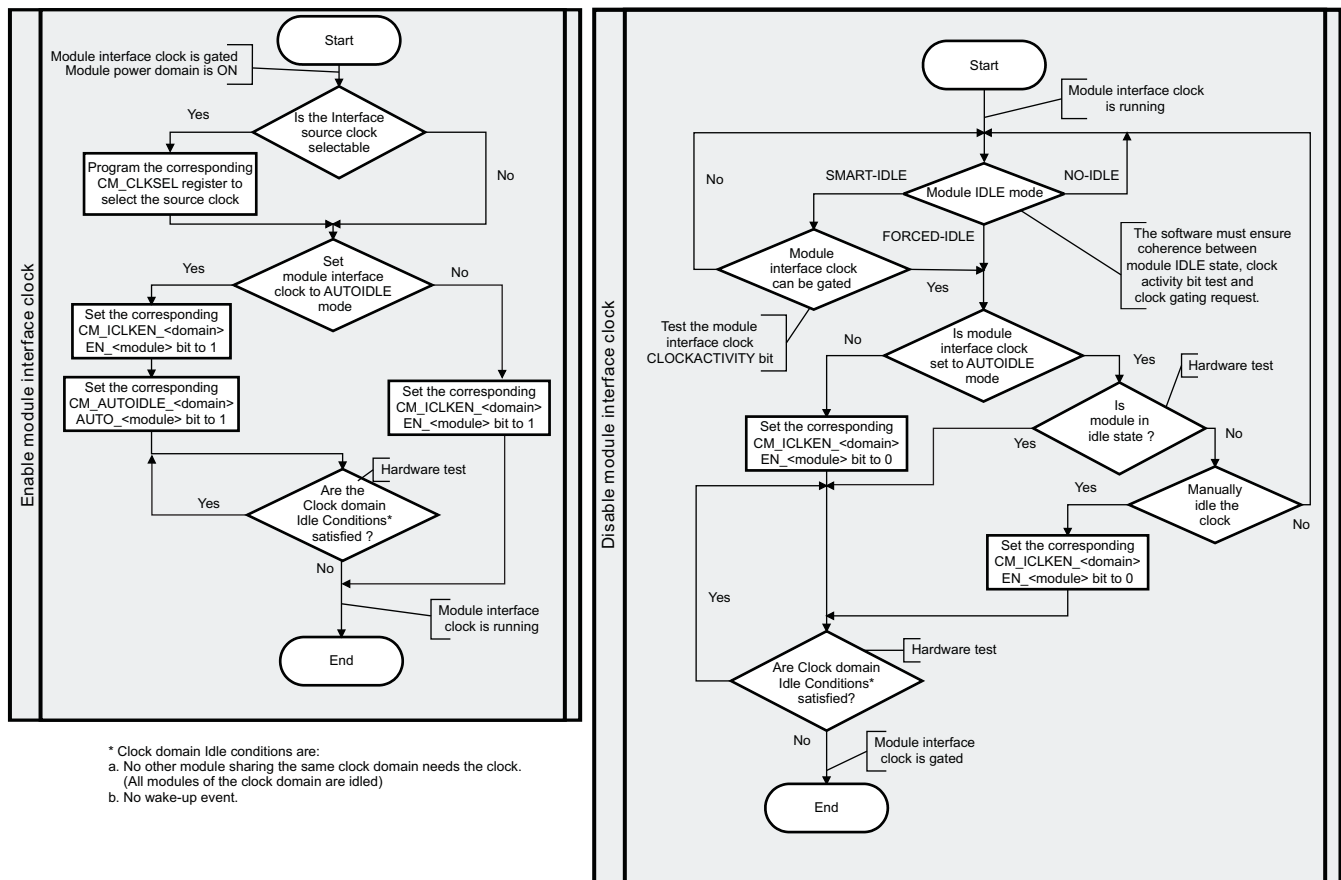 Enable module interface clock
Start
Module interface clock is gated
Module power domain is ON
Is the Interface
source clock
selectable
Yes
No
Program the corresponding
CM_CLKSEL register to
select the source clock
Set
module interface
clock to AUTOIDLE
mode
Yes
No
Set the corresponding
CM_ICLKEN_<domain>
EN_<module> bit to 1
Set the corresponding
CM_AUTOIDLE_<domain>
AUTO_<module> bit to 1
Set the corresponding
CM_ICLKEN_<domain>
EN_<module> bit to 1
Hardware test
Are the
Clock domain
Idle Conditions*
satisfied ?
Yes
No
Module interface
clock is running
End
* Clock domain Idle conditions are:
a. No other module sharing the same clock domain needs the clock.
(All modules of the clock domain are idled)
b. No wake-up event.
Disable module interface clock
Start
Module interface clock
is running
No
SMART-IDLE
Module IDLE mode
NO-IDLE
FORCED-IDLE
The software must ensure
coherence between
module IDLE state, clock
activity bit test and
clock gating request.
Module
interface clock
can be gated
Yes
Test the module
interface clock
CLOCKACTIVITY bit
Is module
interface clock
set to AUTOIDLE
mode
No
Yes
Hardware test
Is
module in
idle state ?
Yes
No
Set the corresponding
CM_ICLKEN_<domain>
EN_<module> bit to 0
Manually
idle the
clock
Yes
No
Set the corresponding
CM_ICLKEN_<domain>
EN_<module> bit to 0
Yes
Hardware test
Are Clock domain
Idle Conditions*
satisfied?
No
Module interface
clock is gated
End